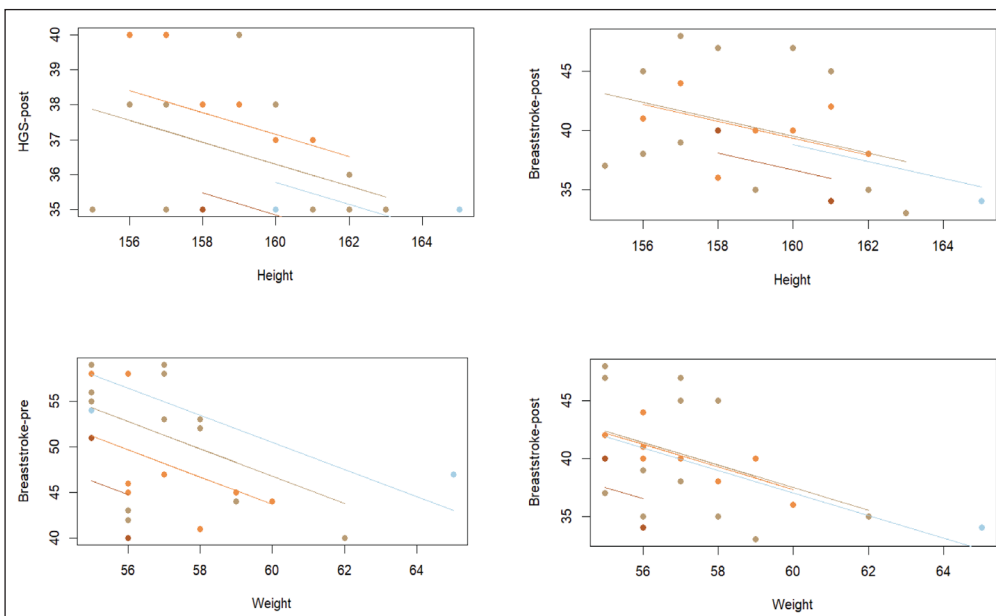 HGS-post
40
39
38
37
36
35
156 158 160 162 164
Height
Breaststroke-post
45
40
35
156 158 160 162 164
Height
Breaststroke-pre
55
50
45
40
56 58 60 62 64
Weight
Breaststroke-post
45
40
35
56 58 60 62 64
Weight